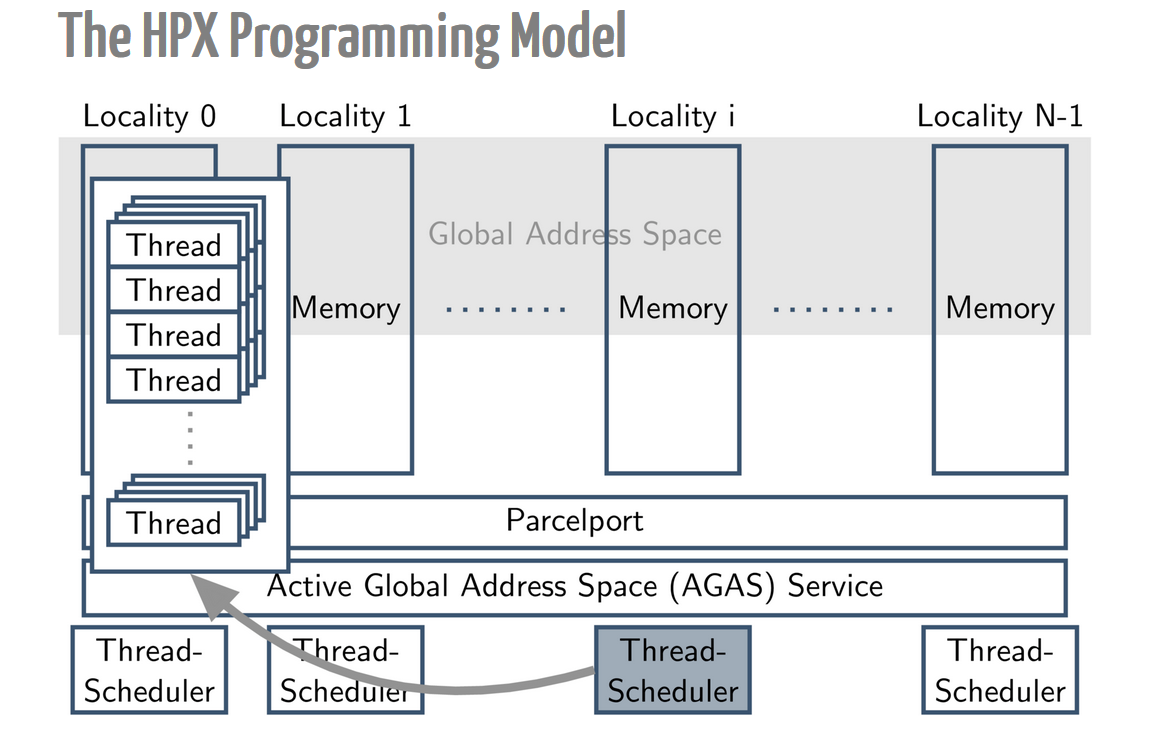 The HPX Programming Model
Locality 0
Locality 1
Locality i
Locality N-1
Global Address Space
Thread
Thread
Thread
Thread
Memory
Memory
Memory
Thread
Parcelport
Active Global Address Space (AGAS) Service
Thread-
Scheduler
Thread-
Scheduler
Thread-
Scheduler
Thread-
Scheduler